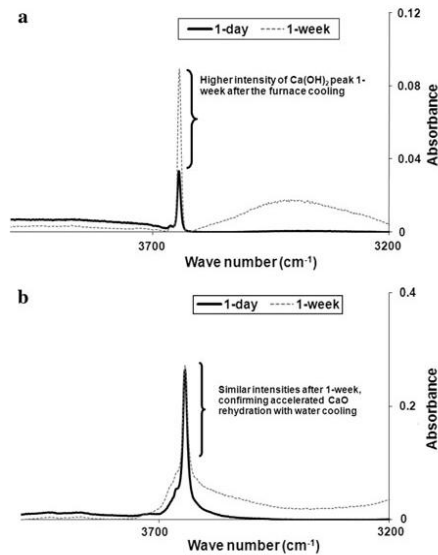 a
1-day 1-week
0.12
Higher intensity of Ca(OH)2 peak 1-
week after the furnace cooling
0.08
0.04
0
Absorbance
3700
3200
Wave number (cm-1)
b
1-day 1-week
0.4
Similar intensities after 1-week,
confirming accelerated CaO
rehydration with water cooling
0.2
0
Absorbance
3700
3200
Wave number (cm-1)